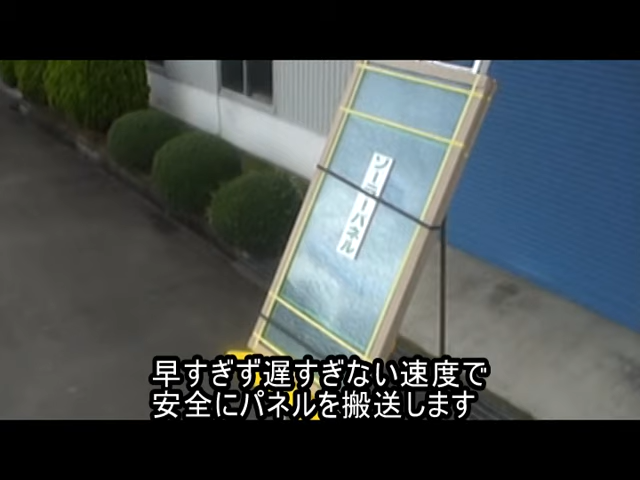 ソーラーパネル
早すぎず遅すぎない速度で
安全にパネルを搬送します